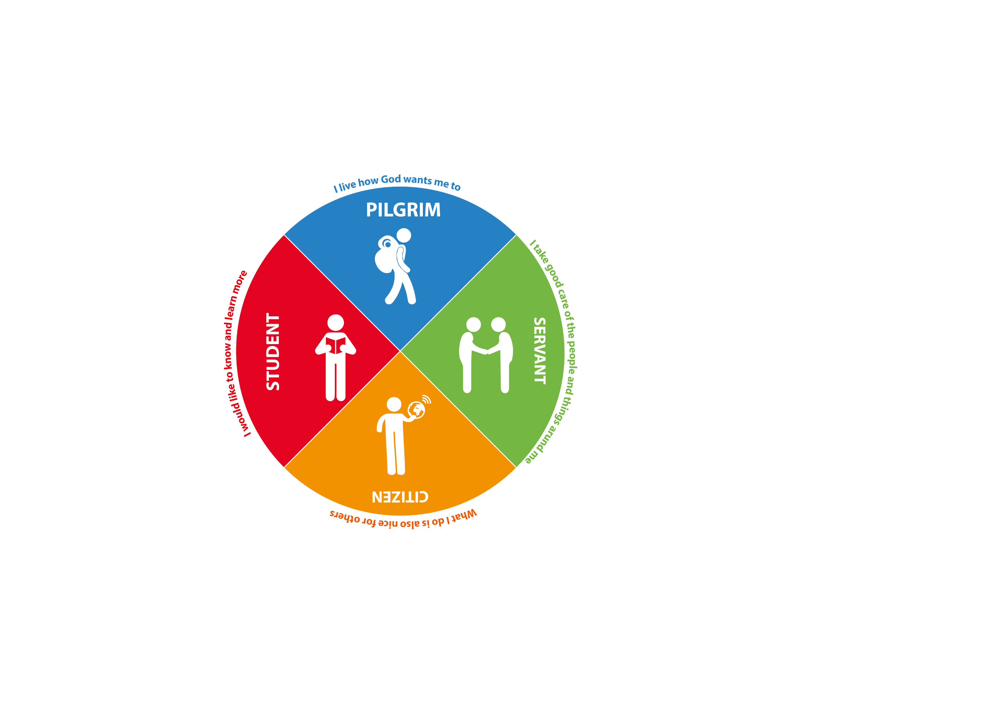 I live how God wants me to
PILGRIM
I take good care of the people and things arund me
SERVANT
What I do is also nice for others
CITIZEN
I would like to know and learn more
STUDENT